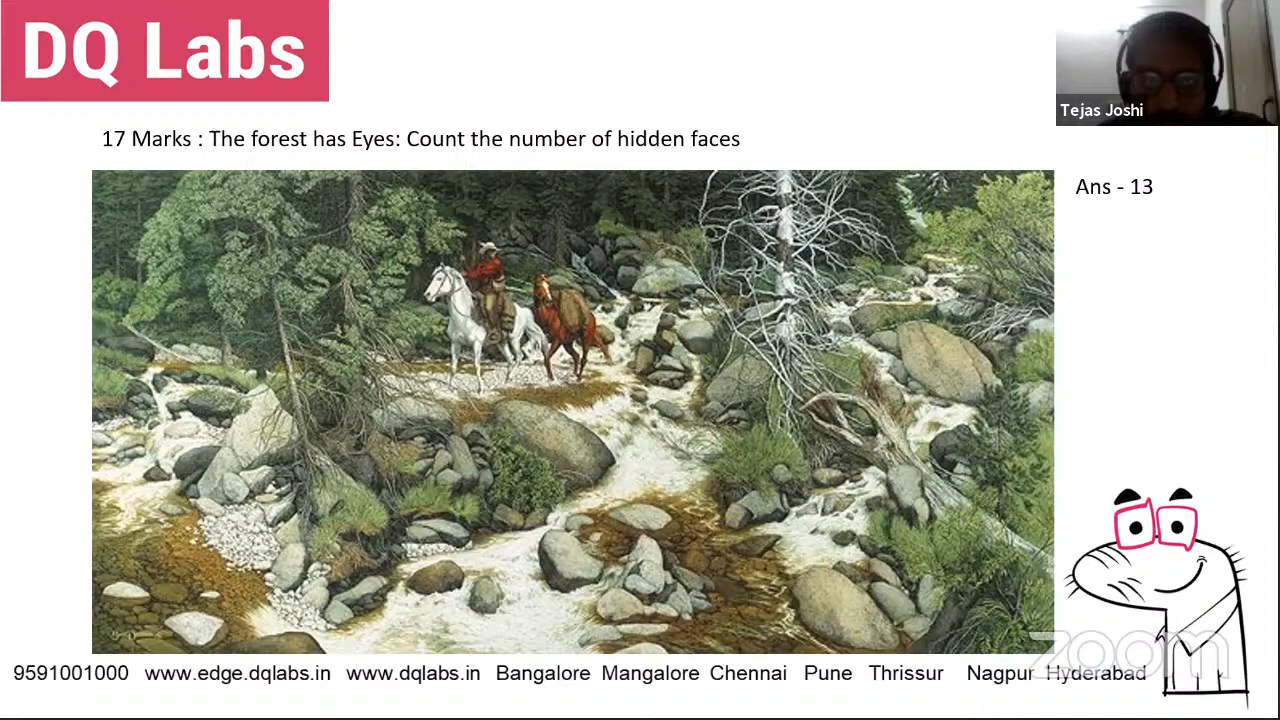 DQ Labs
Tejas Joshi
17 Marks : The forest has Eyes: Count the number of hidden faces
Ans - 13
zoom
9591001000 www.edge.dqlabs.in www.dqlabs.in Bangalore Mangalore Chennai Pune Thrissur Nagpur Hyderabad